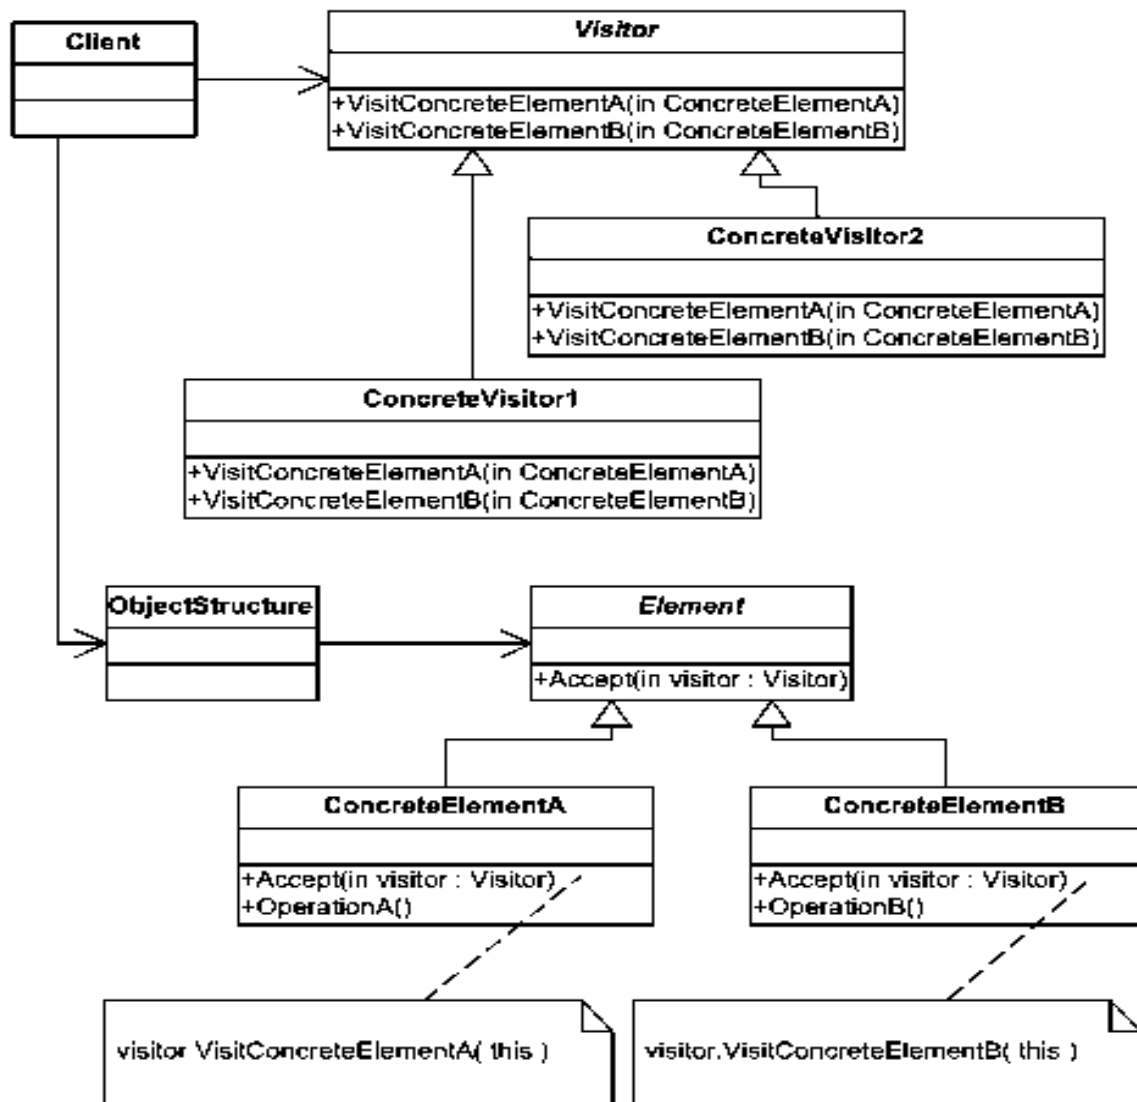 Client
Visitor
+VisitConcreteElementA(in ConcreteElementA)
+VisitConcreteElementB(in ConcreteElementB)
ConcreteVisitor2
+VisitConcreteElementA(in ConcreteElementA)
+VisitConcreteElementB(in ConcreteElementB)
ConcreteVisitor1
+VisitConcreteElementA(in ConcreteElementA)
+VisitConcreteElementB(in ConcreteElementB)
ObjectStructure
Element
+Accept(in visitor : Visitor)
ConcreteElementA
+Accept(in visitor : Visitor)
+OperationA()
ConcreteElementB
+Accept(in visitor : Visitor)
+OperationB()
visitor VisitConcreteElementA( this )
visitor.VisitConcreteElementB( this )